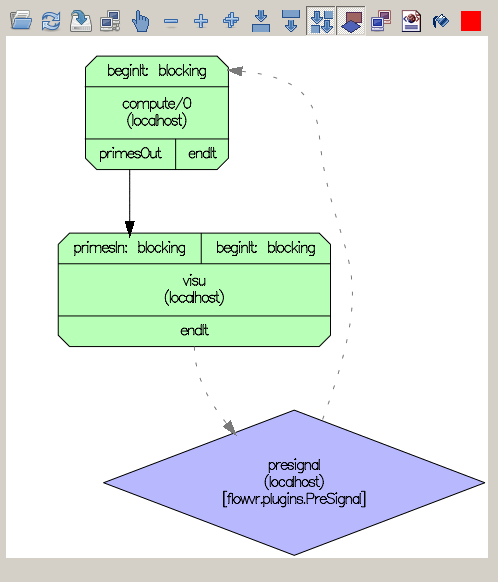 beginIt: blocking
compute/0
(localhost)
primesOut endIt
primesIn: blocking beginIt: blocking
visu
(localhost)
endIt
presignal
(localhost)
[flowvr.plugins.PreSignal]